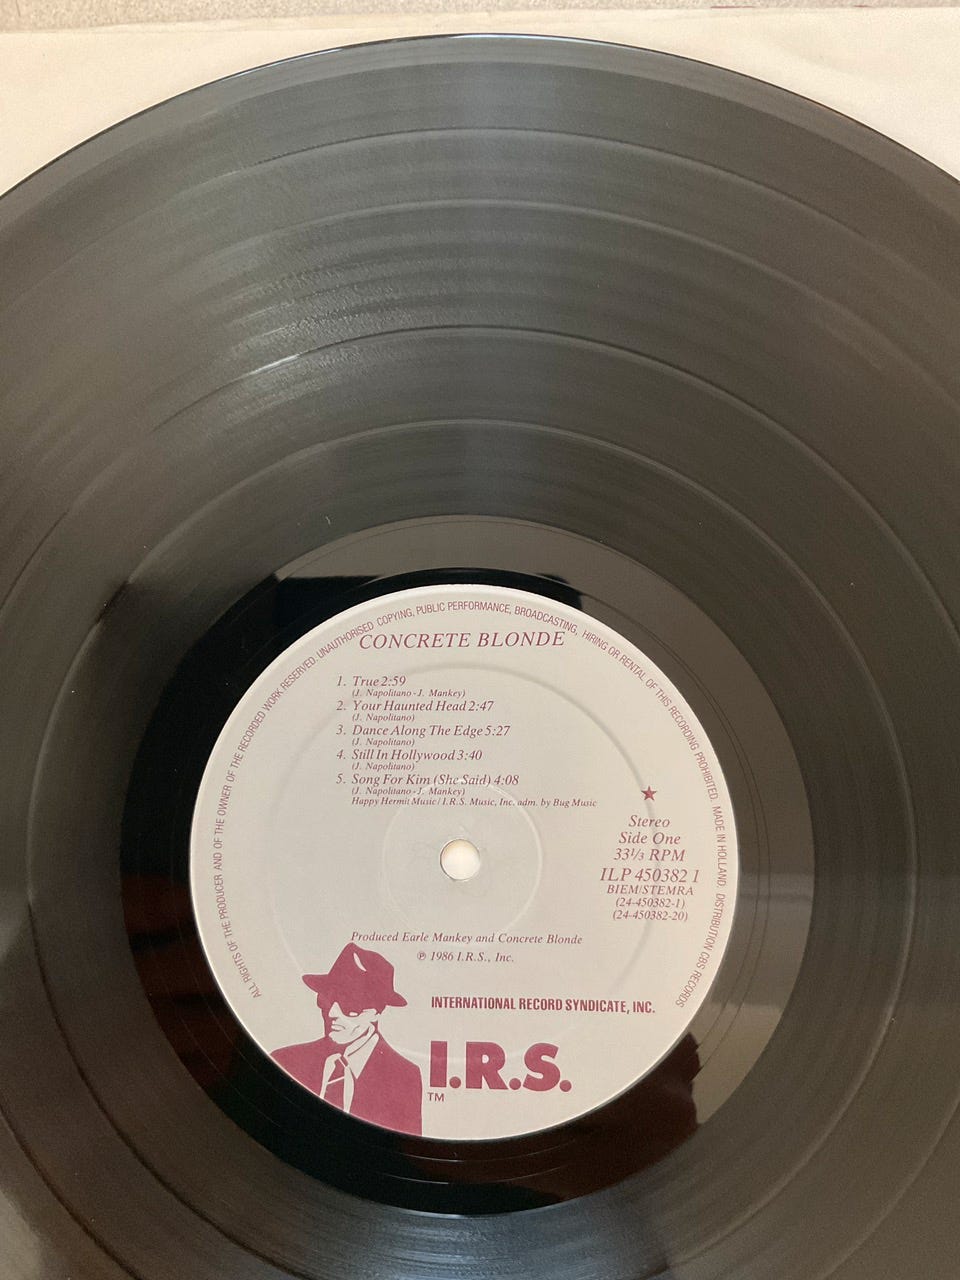 ALL RIGHTS OF THE PRODUCER AND OF THE OWNER OF THE RECORDED WORK RESERVED. UNAUTHORISED COPYING, PUBLIC PERFORMANCE, BROADCASTING, HIRING OR RENTAL OF THIS RECORDING PROHIBITED. MADE IN HOLLAND. DISTRIBUTION CBS RECORDS
CONCRETE BLONDE
1. True 2:59
(J. Napolitano - J. Mankey)
2. Your Haunted Head 2:47
(J. Napolitano)
3. Dance Along The Edge 5:27
(J. Napolitano)
4. Still In Hollywood 3:40
(J. Napolitano)
5. Song For Kim (She Said) 4:08
(J. Napolitano - J. Mankey)
Happy Hermit Music / I.R.S. Music, Inc. adm. by Bug Music
Stereo
Side One
33⅓ RPM
ILP 450382 1
BIEM/STEMRA
(24-450382-1)
(24-450382-20)
Produced Earle Mankey and Concrete Blonde
℗ 1986 I.R.S., Inc.
INTERNATIONAL RECORD SYNDICATE, INC.
I.R.S.
TM